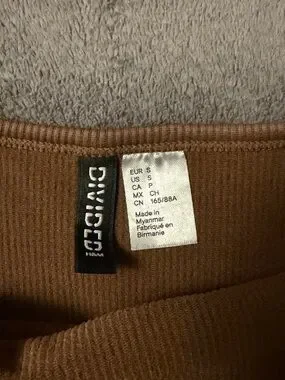 DIVIDED
H&M
EUR S
US S
CA P
MX CH
CN 165/88A
Made in
Myanmar
Fabriqué en
Birmanie